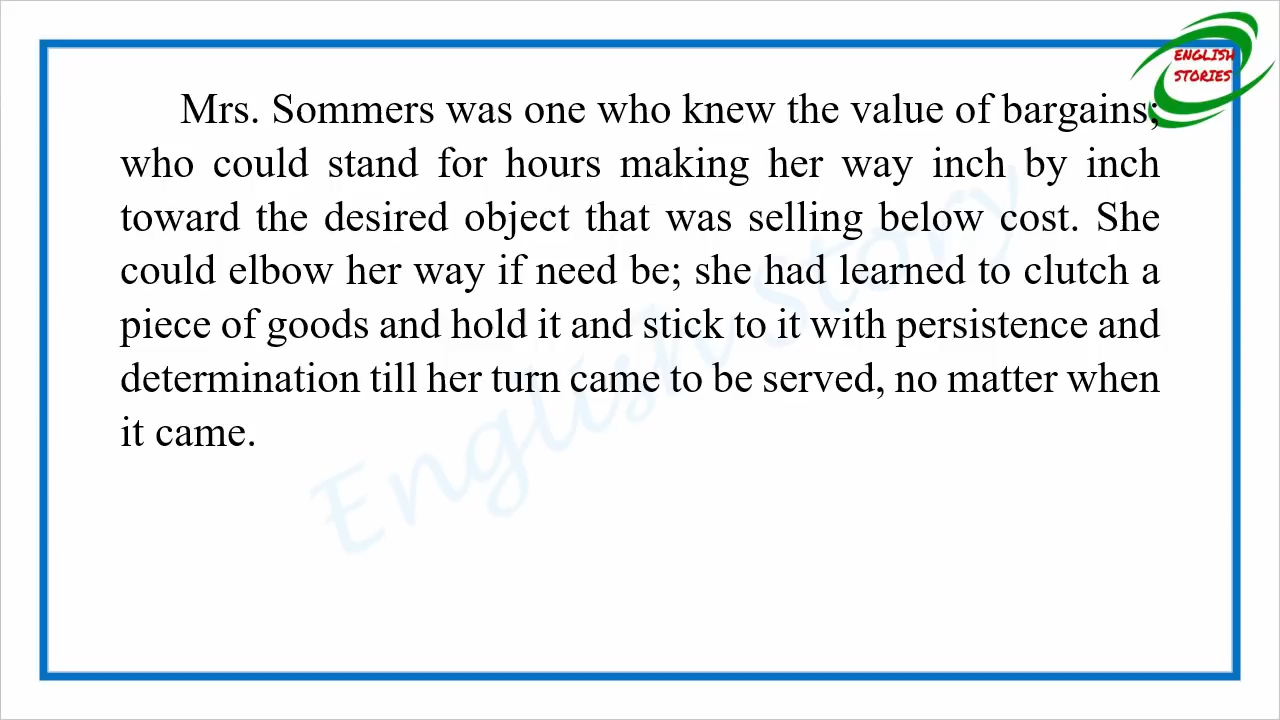 ENGLISH
STORIES
Mrs. Sommers was one who knew the value of bargains;
who could stand for hours making her way inch by inch
toward the desired object that was selling below cost. She
could elbow her way if need be; she had learned to clutch a
piece of goods and hold it and stick to it with persistence and
determination till her turn came to be served, no matter when
it came.
English Story